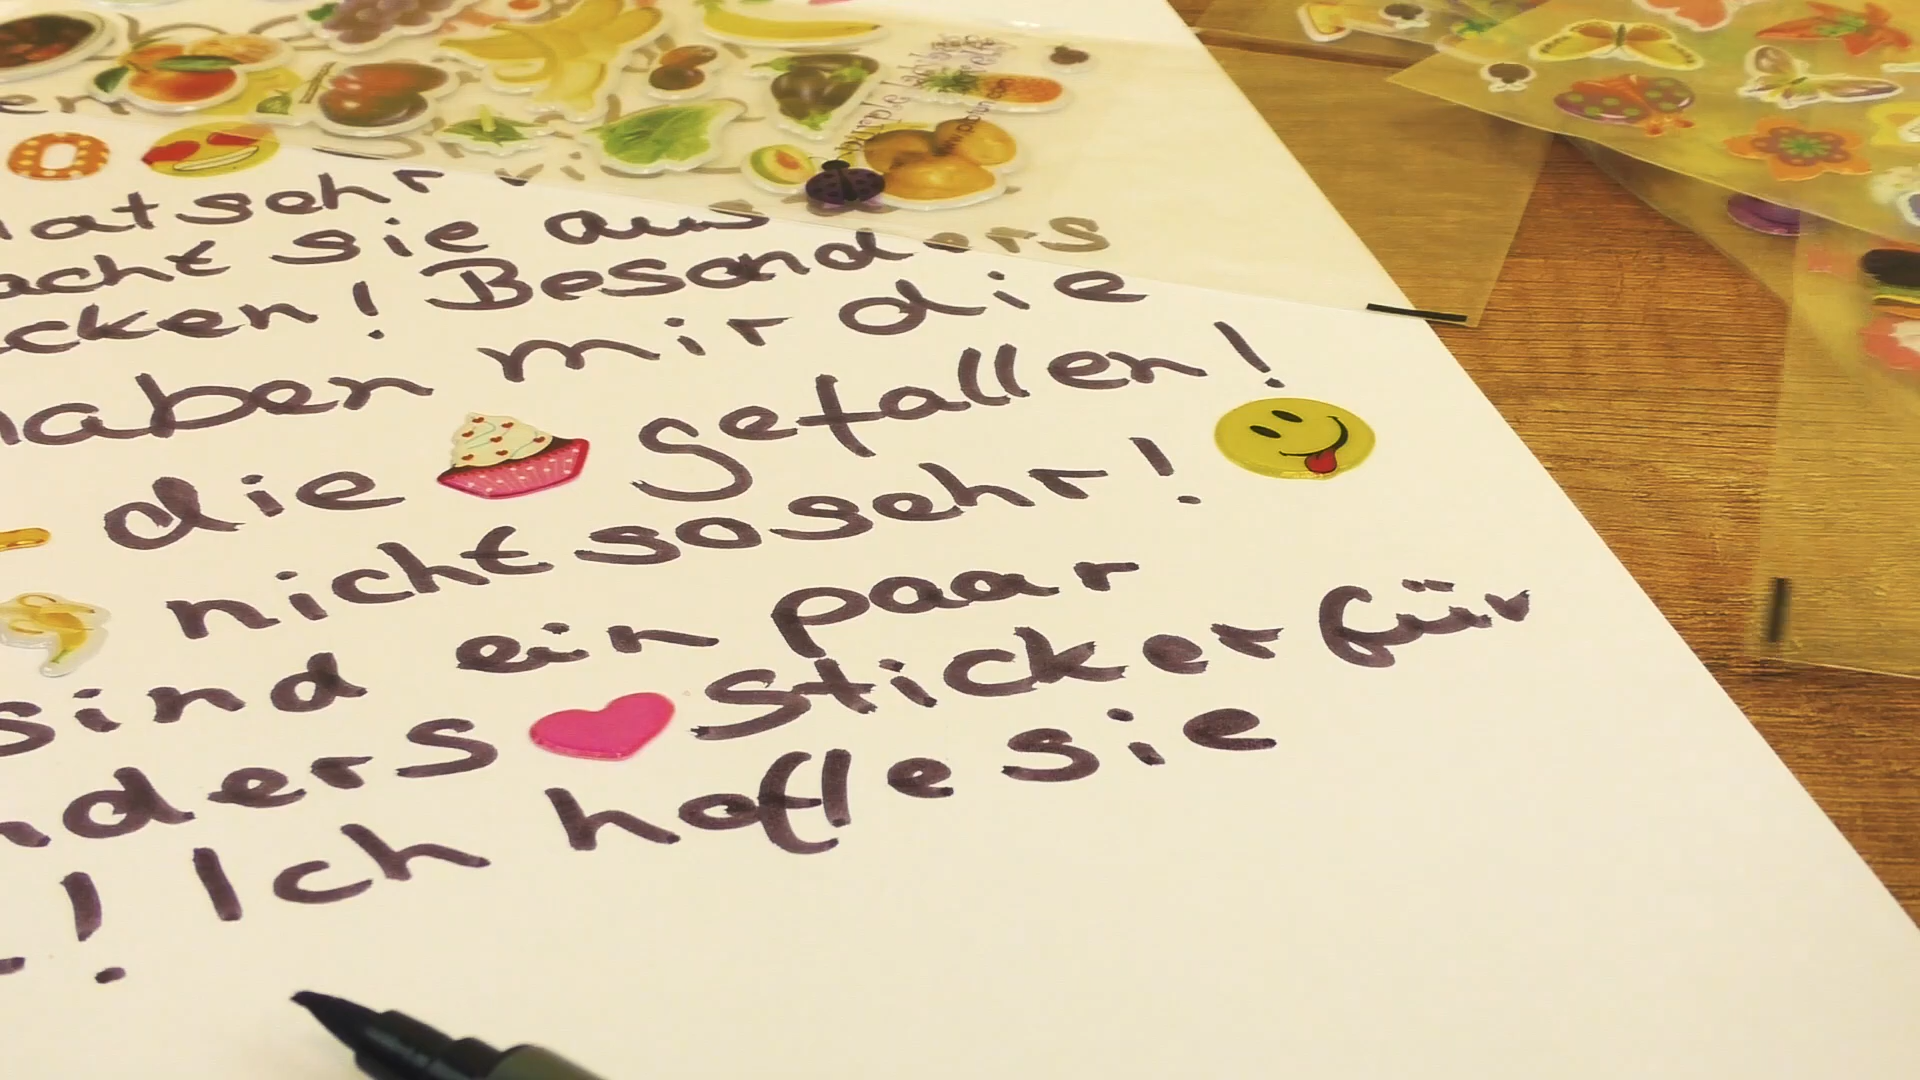 hat sehr
macht sie aus
cken! Besonders
haben mir die
die gefallen!
nicht so sehr!
sind ein paar
nders Sticker für
! Ich hoffe sie